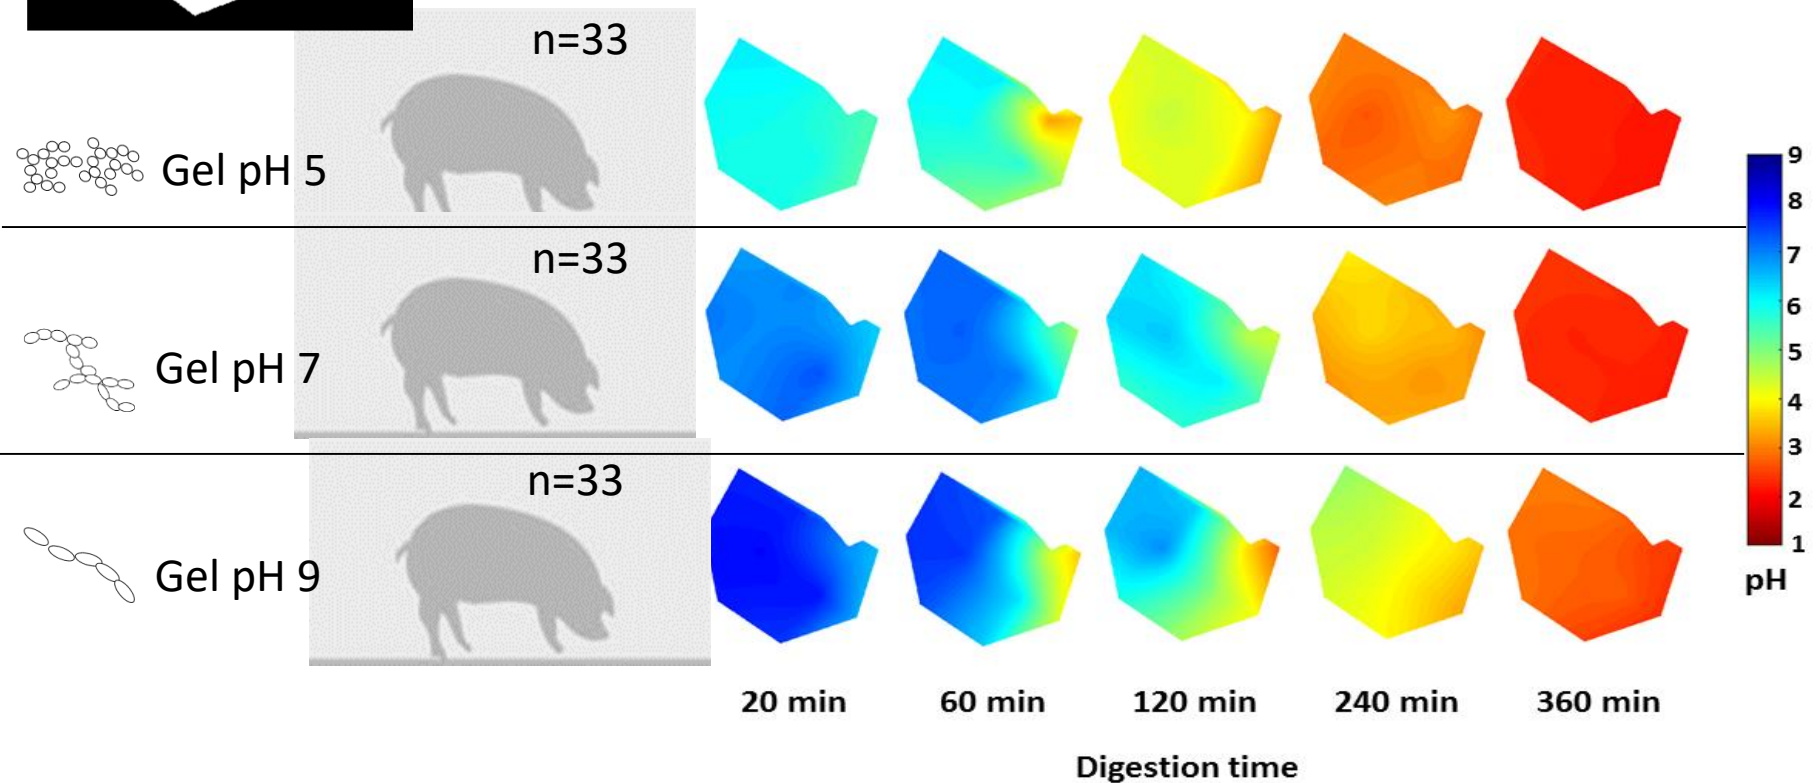 n=33
Gel pH 5
n=33
Gel pH 7
n=33
Gel pH 9
9
8
7
6
5
4
3
2
1
pH
20 min 60 min 120 min 240 min 360 min
Digestion time